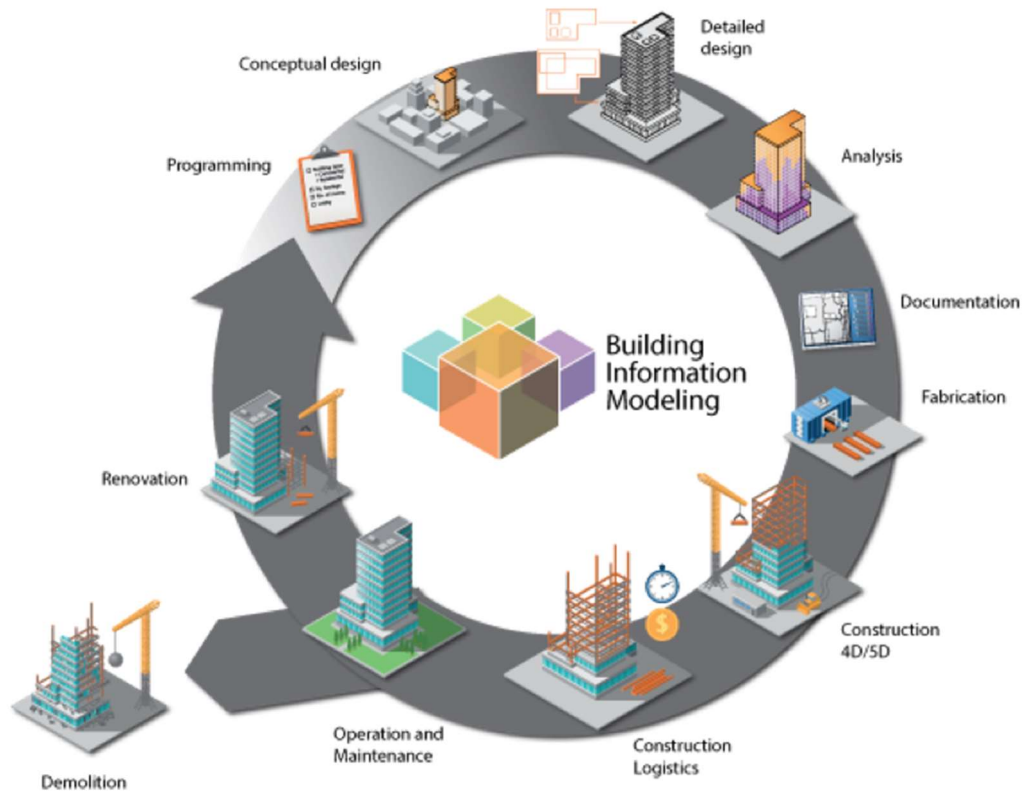 Detailed
design
Conceptual design
Programming
Analysis
Documentation
Building
Information
Modeling
Fabrication
Renovation
Construction
4D/5D
$
Operation and
Maintenance
Construction
Logistics
Demolition